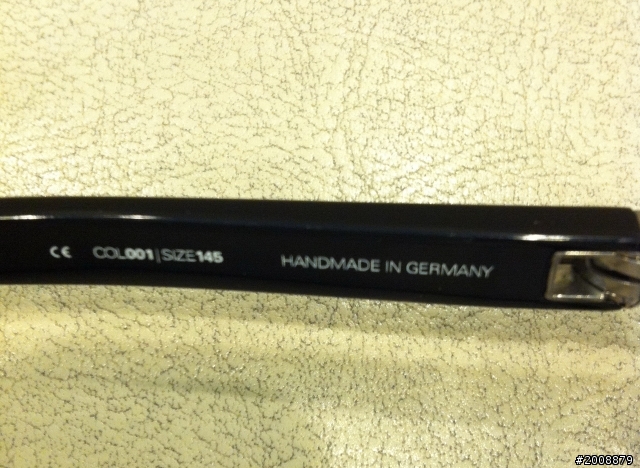 CE COL001|SIZE145 HANDMADE IN GERMANY
#2008879